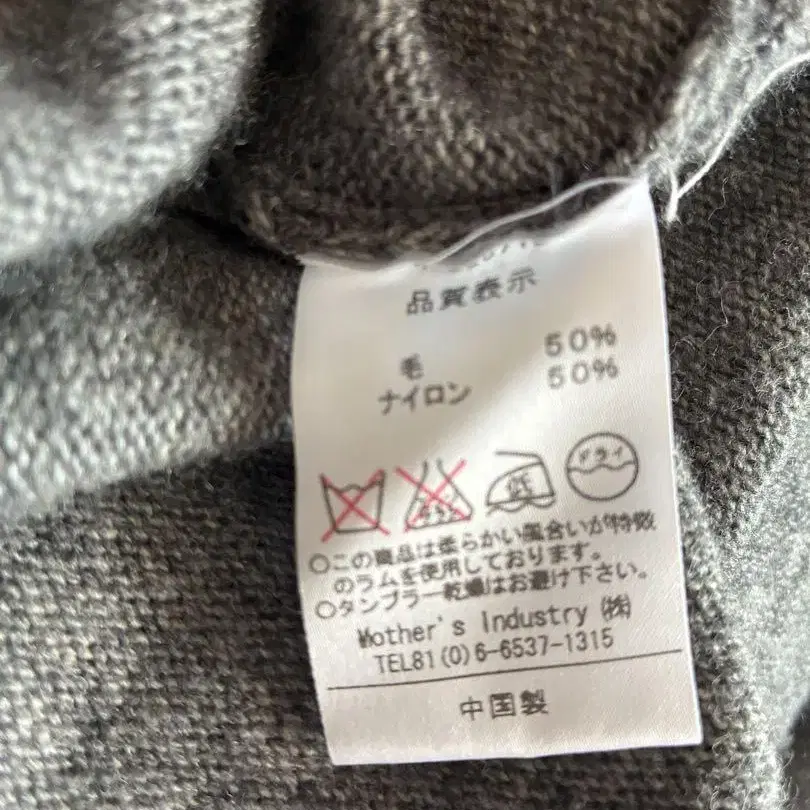 品質表示
毛 50%
ナイロン 50%
低 ドライ
○この商品は柔らかい風合いが特徴
のラムを使用しております。
○タンブラー乾燥はお避け下さい。
Mother's Industry ㈱
TEL81(0)6-6537-1315
中国製